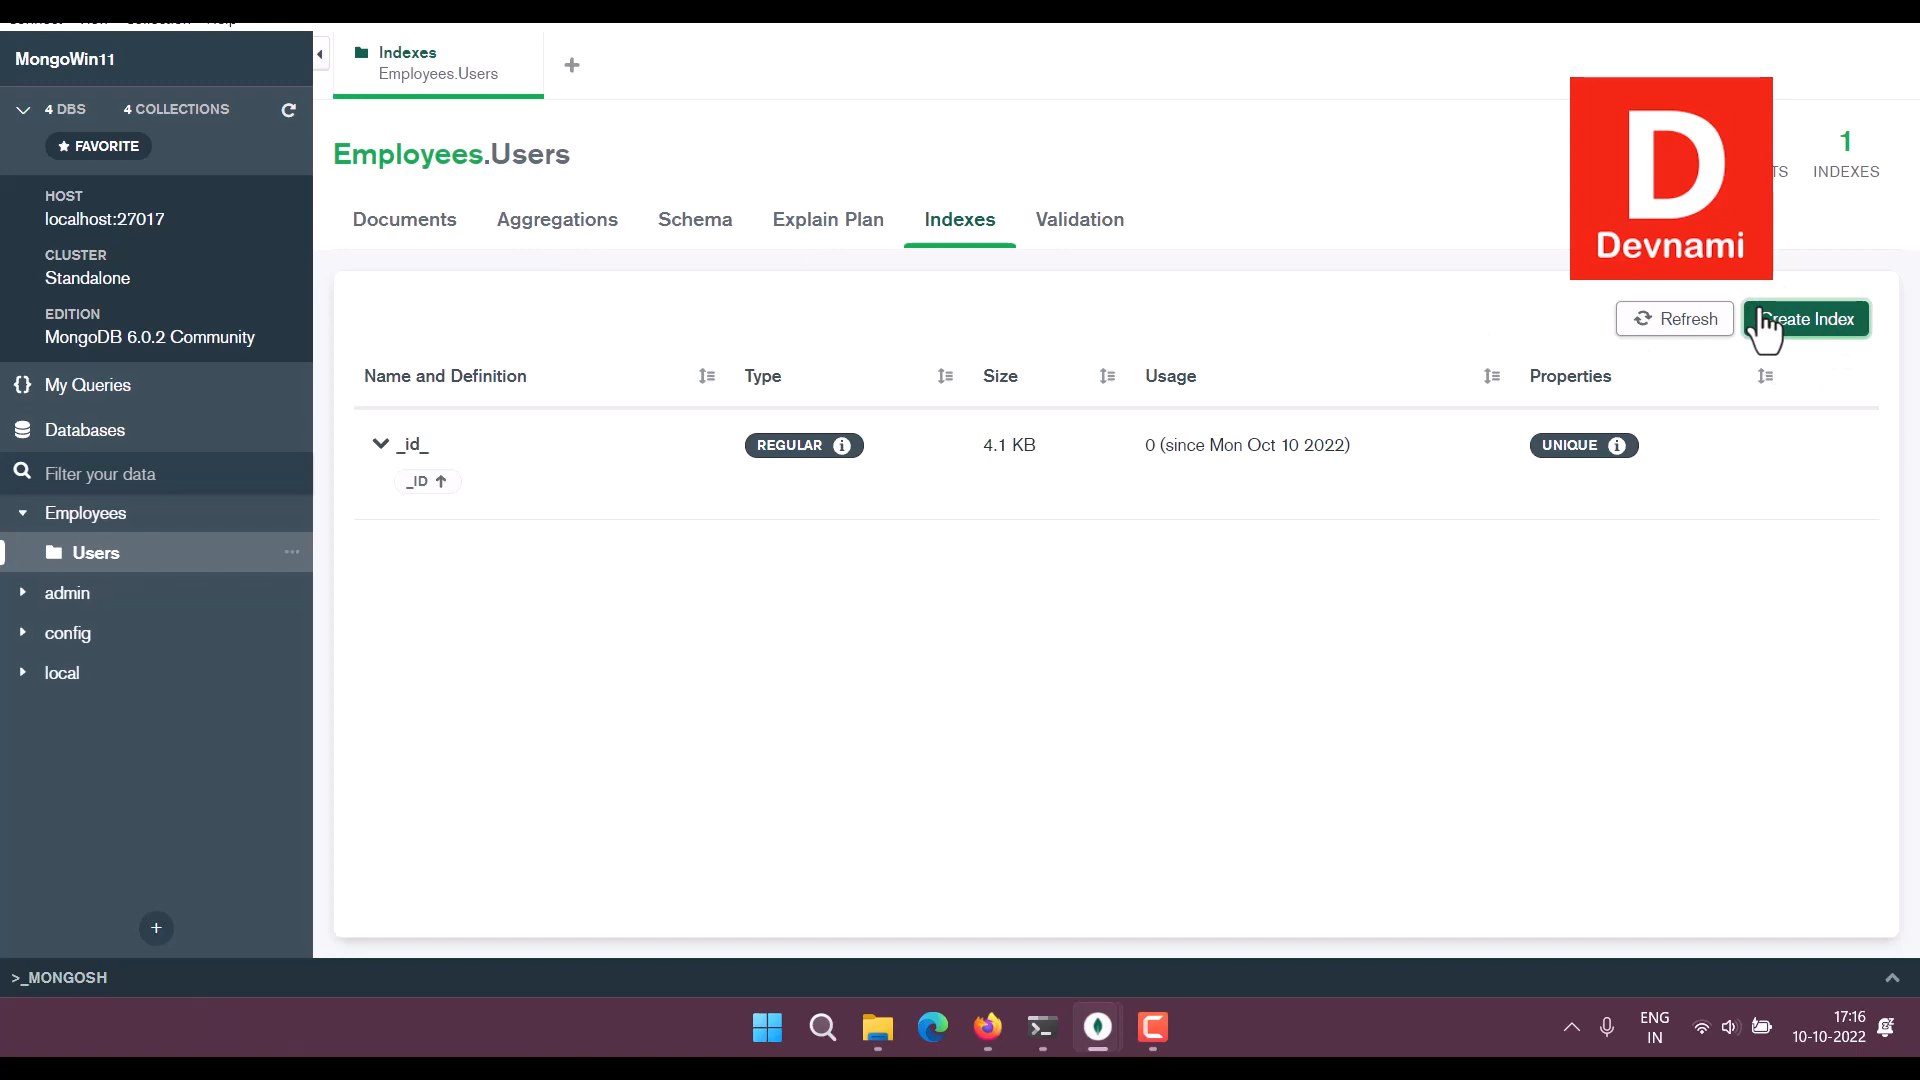 MongoWin11
4 DBS 4 COLLECTIONS
FAVORITE
HOST
localhost:27017
CLUSTER
Standalone
EDITION
MongoDB 6.0.2 Community
{} My Queries
Databases
Filter your data
Employees
Users
admin
config
local
+
>_MONGOSH
Indexes
Employees.Users
+
Employees.Users
D
Devnami
TS
1
INDEXES
Documents Aggregations Schema Explain Plan Indexes Validation
Refresh
Create Index
Name and Definition Type Size Usage Properties
_id_ REGULAR i 4.1 KB 0 (since Mon Oct 10 2022) UNIQUE i
_ID ↑
ENG
IN
17:16
10-10-2022